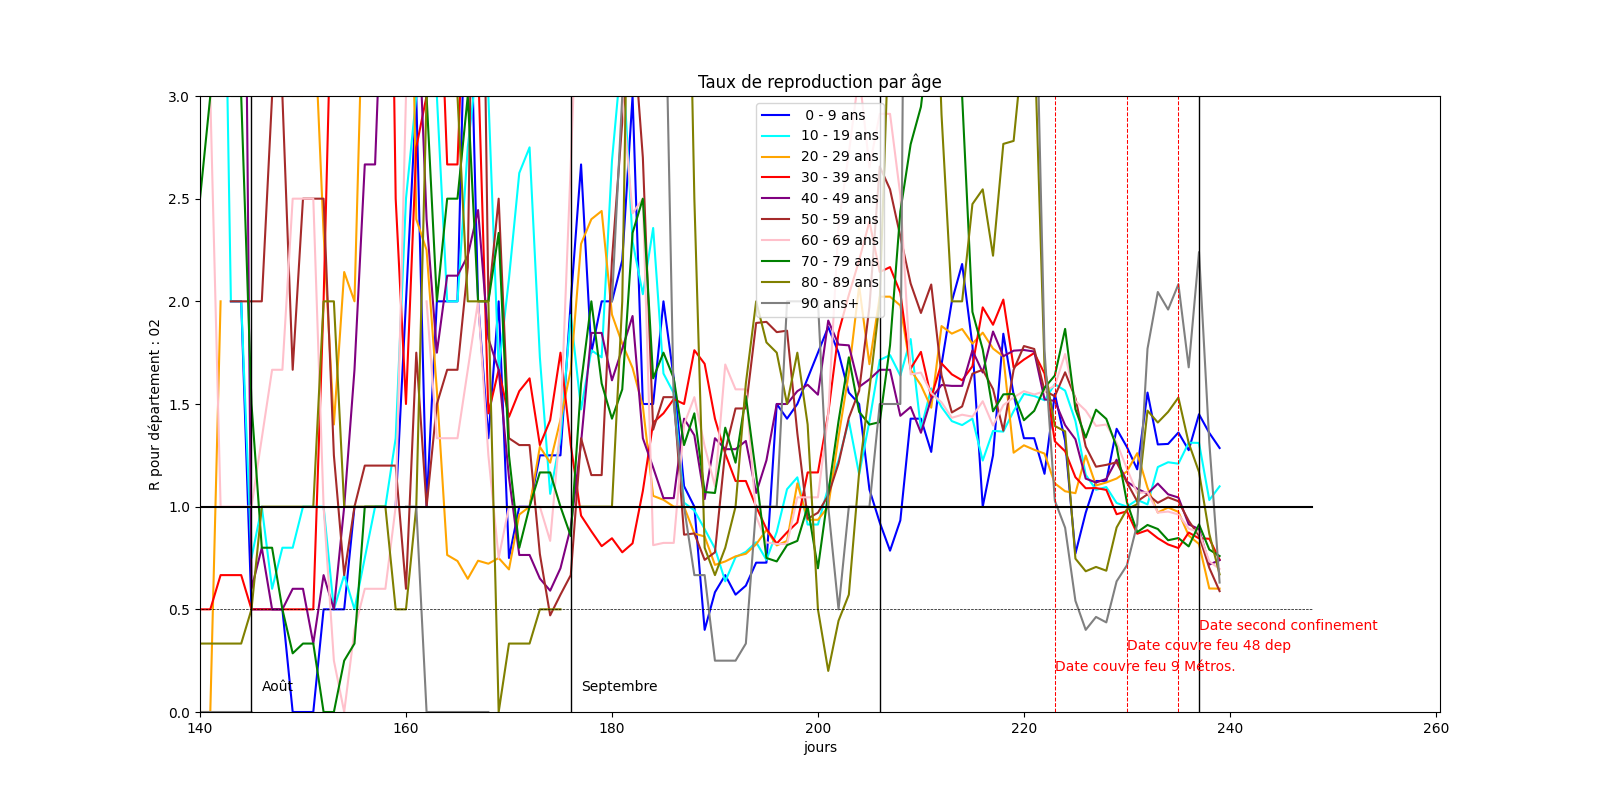 Taux de reproduction par âge
3.0
2.5
2.0
1.5
1.0
0.5
0.0
R pour département : 02
0 - 9 ans
10 - 19 ans
20 - 29 ans
30 - 39 ans
40 - 49 ans
50 - 59 ans
60 - 69 ans
70 - 79 ans
80 - 89 ans
90 ans+
Date second confinement
Date couvre feu 48 dep
Date couvre feu 9 Métros.
Août
Septembre
140
160
180
200
220
240
260
jours